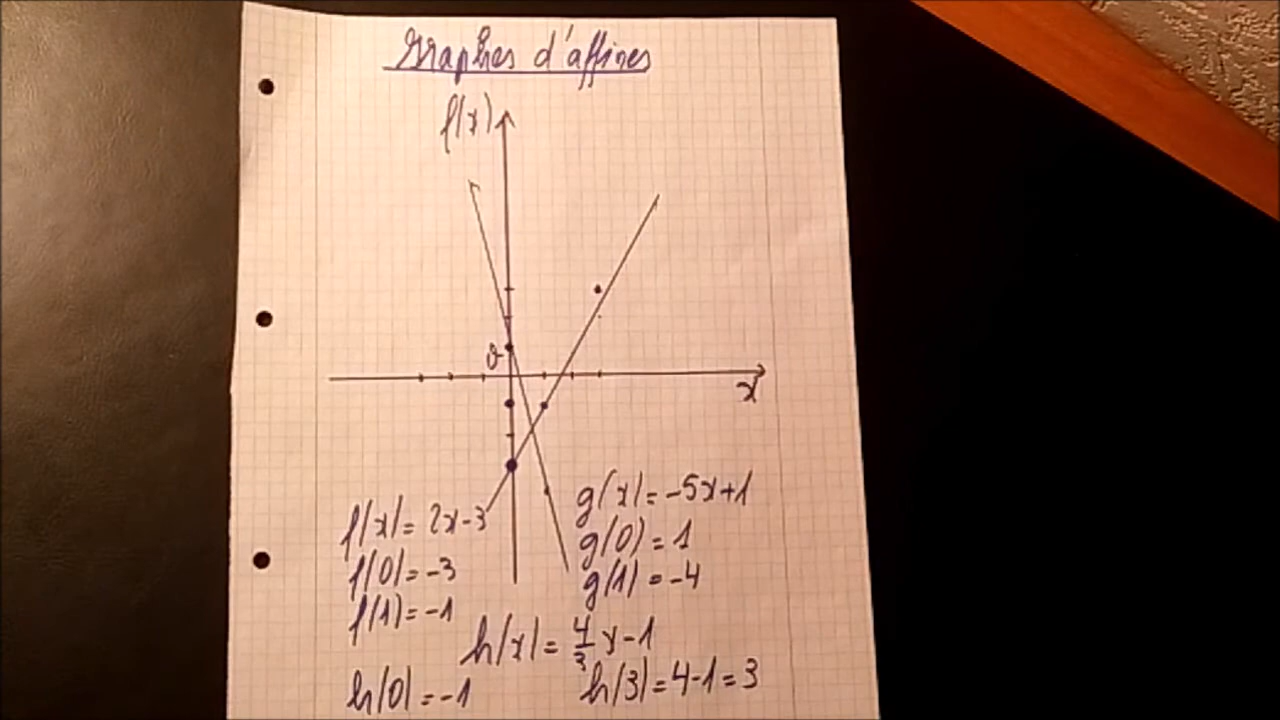 Graphes d'affines
f(x)
0
x
f(x) = 2x-3
f(0) = -3
f(1) = -1
g(x) = -5x+1
g(0) = 1
g(1) = -4
h(x) = 4/3 x-1
h(0) = -1
h(3) = 4-1 = 3